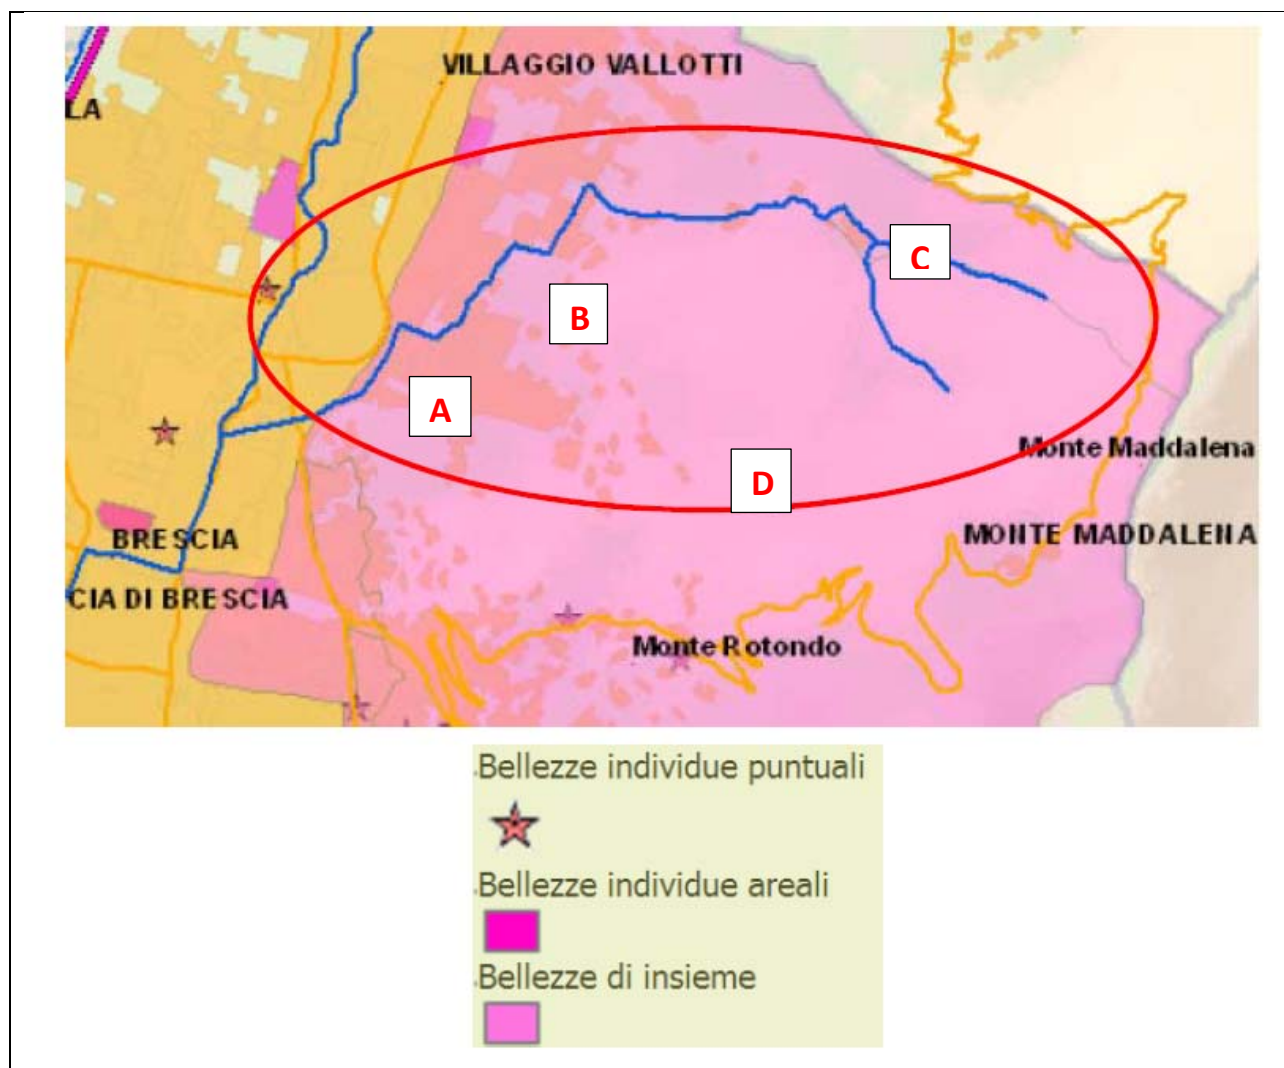 VILLAGGIO VALLOTTI
LA
C
B
A
Monte Maddalena
D
BRESCIA
MONTE MADDALENA
CIA DI BRESCIA
Monte Rotondo
Bellezze individue puntuali
Bellezze individue areali
Bellezze di insieme